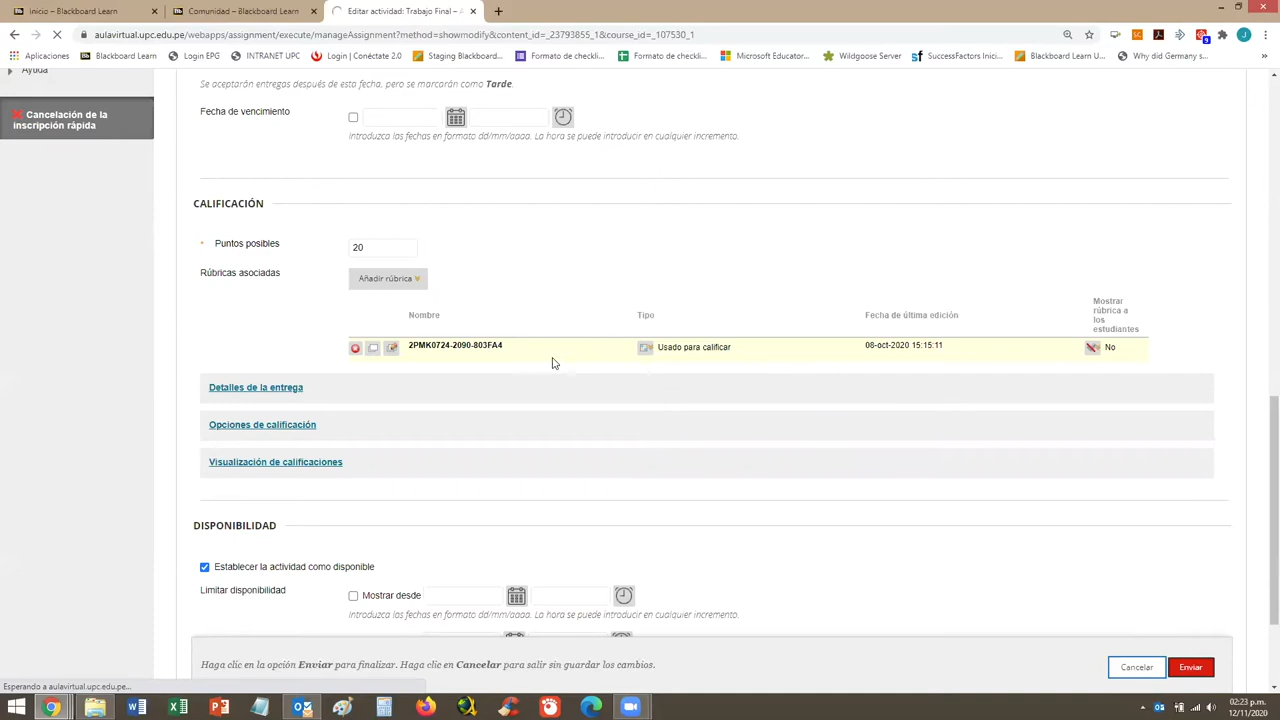 Inicio – Blackboard Learn
Comunidad – Blackboard Learn
Editar actividad: Trabajo Final –
aulavirtual.upc.edu.pe/webapps/assignment/execute/manageAssignment?method=showmodify&content_id=_23793855_1&course_id=_107530_1
Aplicaciones
Blackboard Learn
Login EPG
INTRANET UPC
Login | Conéctate 2.0
Staging Blackboard...
Formato de checkli...
Formato de checkli...
Microsoft Educator...
Wildgoose Server
SuccessFactors Inici...
Blackboard Learn U...
Why did Germany s...
Ayuda
Se aceptarán entregas después de esta fecha, pero se marcarán como Tarde.
Cancelación de la
inscripción rápida
Fecha de vencimiento
Introduzca las fechas en formato dd/mm/aaaa. La hora se puede introducir en cualquier incremento.
CALIFICACIÓN
* Puntos posibles
20
Rúbricas asociadas
Añadir rúbrica
Nombre
Tipo
Fecha de última edición
Mostrar
rúbrica a
los
estudiantes
2PMK0724-2090-803FA4
Usado para calificar
08-oct-2020 15:15:11
No
Detalles de la entrega
Opciones de calificación
Visualización de calificaciones
DISPONIBILIDAD
Establecer la actividad como disponible
Limitar disponibilidad
Mostrar desde
Introduzca las fechas en formato dd/mm/aaaa. La hora se puede introducir en cualquier incremento.
Haga clic en la opción Enviar para finalizar. Haga clic en Cancelar para salir sin guardar los cambios.
Cancelar
Enviar
Esperando a aulavirtual.upc.edu.pe...
02:23 p.m.
12/11/2020